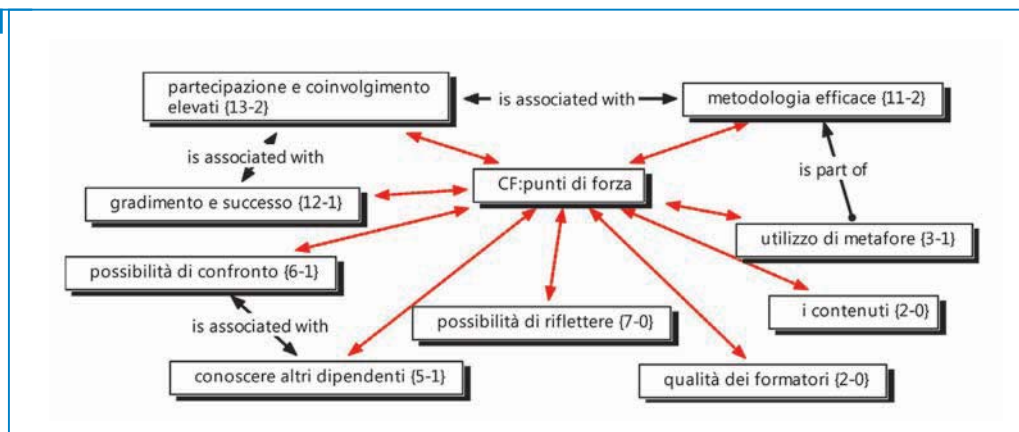 partecipazione e coinvolgimento
elevati {13-2}
is associated with
metodologia efficace {11-2}
is associated with
is part of
CF:punti di forza
gradimento e successo {12-1}
utilizzo di metafore {3-1}
possibilità di confronto {6-1}
i contenuti {2-0}
is associated with
possibilità di riflettere {7-0}
conoscere altri dipendenti {5-1}
qualità dei formatori {2-0}